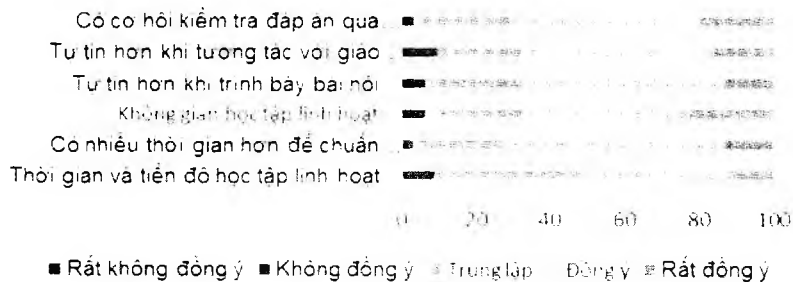 Có cơ hội kiểm tra đáp án qua
Tự tin hơn khi tương tác với giáo
Tự tin hơn khi trình bày bài nói
Không gian học tập linh hoạt
Có nhiều thời gian hơn để chuẩn
Thời gian và tiến độ học tập linh hoạt
0 20 40 60 80 100
Rất không đồng ý Không đồng ý Trung lập Đồng ý Rất đồng ý